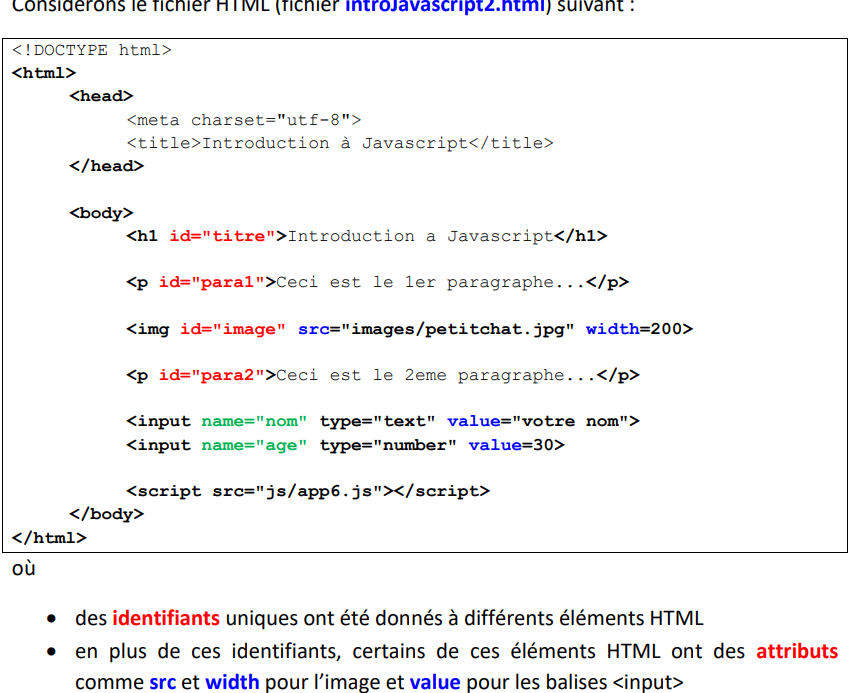 Considérons le fichier HTML (fichier introJavascript2.html) suivant :
<!DOCTYPE html>
<html>
<head>
<meta charset="utf-8">
<title>Introduction à Javascript</title>
</head>
<body>
<h1 id="titre">Introduction a Javascript</h1>
<p id="para1">Ceci est le 1er paragraphe...</p>
<img id="image" src="images/petitchat.jpg" width=200>
<p id="para2">Ceci est le 2eme paragraphe...</p>
<input name="nom" type="text" value="votre nom">
<input name="age" type="number" value=30>
<script src="js/app6.js"></script>
</body>
</html>
où
• des identifiants uniques ont été donnés à différents éléments HTML
• en plus de ces identifiants, certains de ces éléments HTML ont des attributs
comme src et width pour l’image et value pour les balises <input>